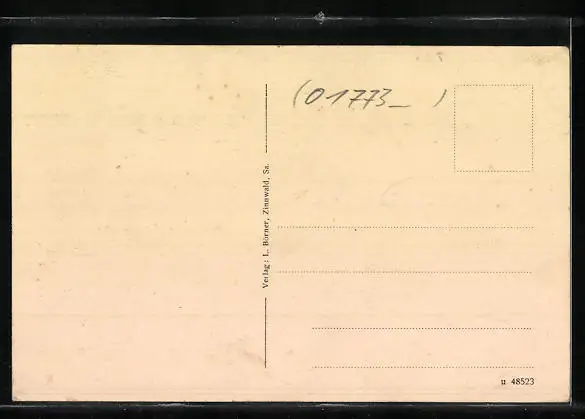 (01773_ )
Verlag: L. Börner, Zinnwald, Sa.
u 48523